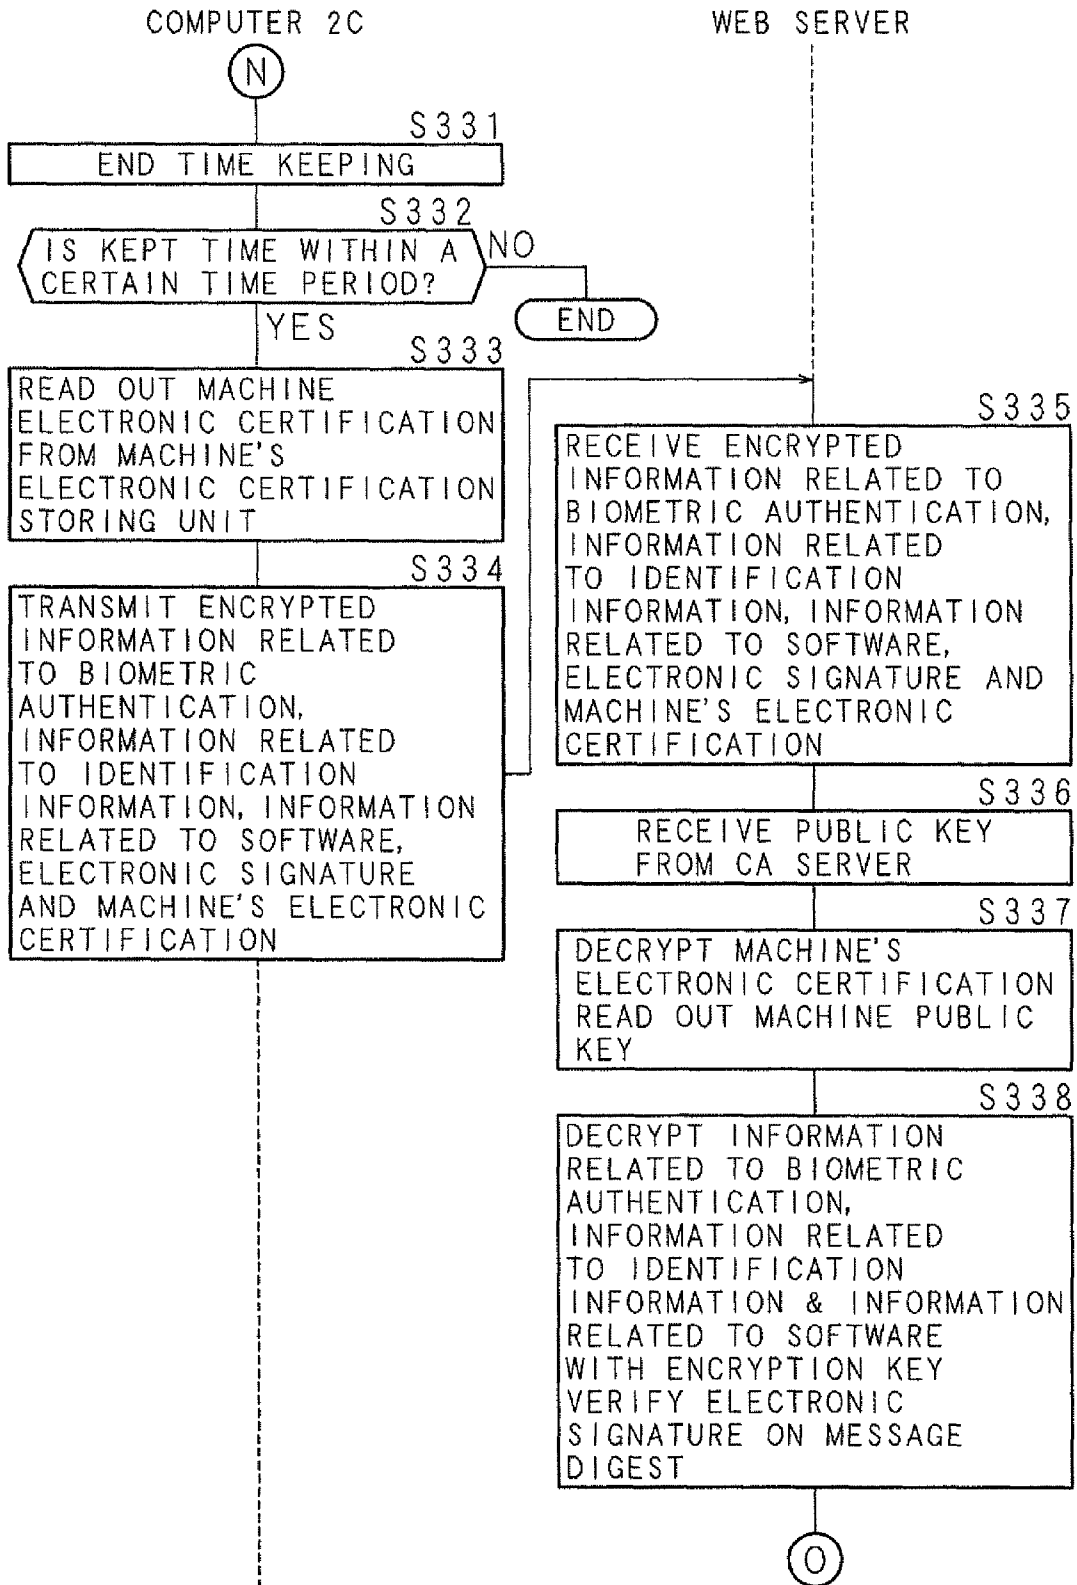 COMPUTER 2C
N
S331
END TIME KEEPING
S332
IS KEPT TIME WITHIN A
CERTAIN TIME PERIOD?
NO
END
YES
S333
READ OUT MACHINE
ELECTRONIC CERTIFICATION
FROM MACHINE'S
ELECTRONIC CERTIFICATION
STORING UNIT
S334
TRANSMIT ENCRYPTED
INFORMATION RELATED
TO BIOMETRIC
AUTHENTICATION,
INFORMATION RELATED
TO IDENTIFICATION
INFORMATION, INFORMATION
RELATED TO SOFTWARE,
ELECTRONIC SIGNATURE
AND MACHINE'S ELECTRONIC
CERTIFICATION
WEB SERVER
S335
RECEIVE ENCRYPTED
INFORMATION RELATED TO
BIOMETRIC AUTHENTICATION,
INFORMATION RELATED
TO IDENTIFICATION
INFORMATION, INFORMATION
RELATED TO SOFTWARE,
ELECTRONIC SIGNATURE AND
MACHINE'S ELECTRONIC
CERTIFICATION
S336
RECEIVE PUBLIC KEY
FROM CA SERVER
S337
DECRYPT MACHINE'S
ELECTRONIC CERTIFICATION
READ OUT MACHINE PUBLIC
KEY
S338
DECRYPT INFORMATION
RELATED TO BIOMETRIC
AUTHENTICATION,
INFORMATION RELATED
TO IDENTIFICATION
INFORMATION & INFORMATION
RELATED TO SOFTWARE
WITH ENCRYPTION KEY
VERIFY ELECTRONIC
SIGNATURE ON MESSAGE
DIGEST
O